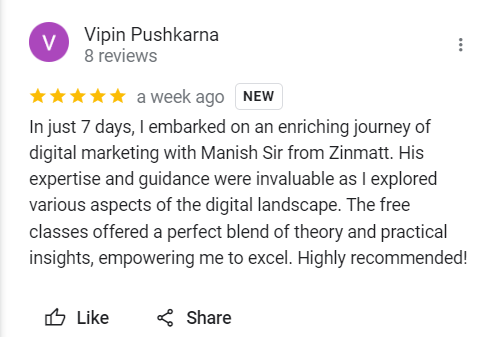 V
Vipin Pushkarna
8 reviews
a week ago NEW
In just 7 days, I embarked on an enriching journey of
digital marketing with Manish Sir from Zinmatt. His
expertise and guidance were invaluable as I explored
various aspects of the digital landscape. The free
classes offered a perfect blend of theory and practical
insights, empowering me to excel. Highly recommended!
Like Share